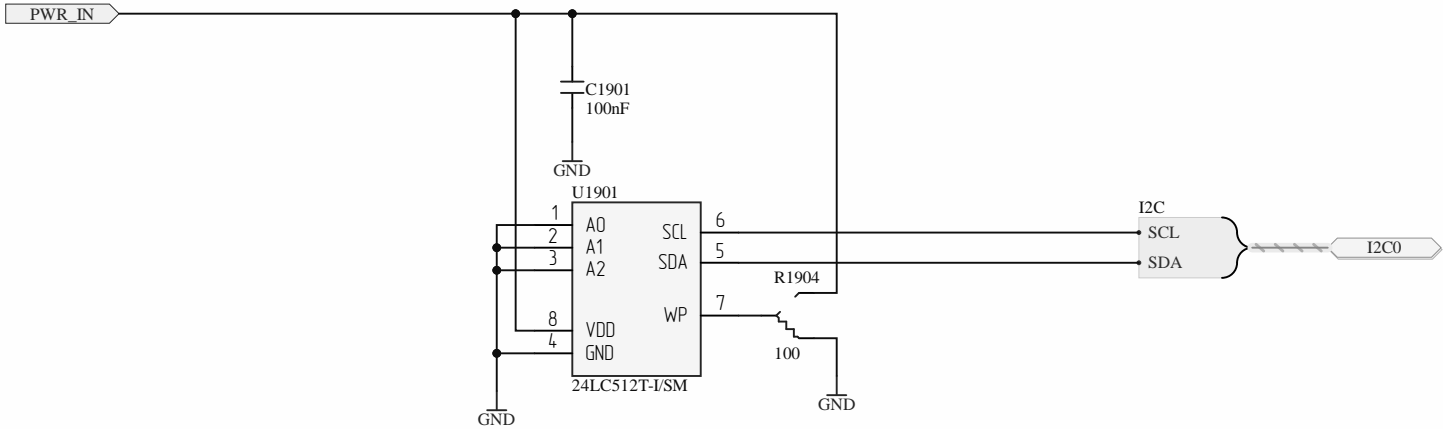 PWR_IN
C1901
100nF
GND
U1901
1 A0
2 A1
3 A2
8 VDD
4 GND
SCL 6
SDA 5
WP 7
24LC512T-I/SM
GND
R1904
100
GND
I2C
SCL
SDA
I2C0